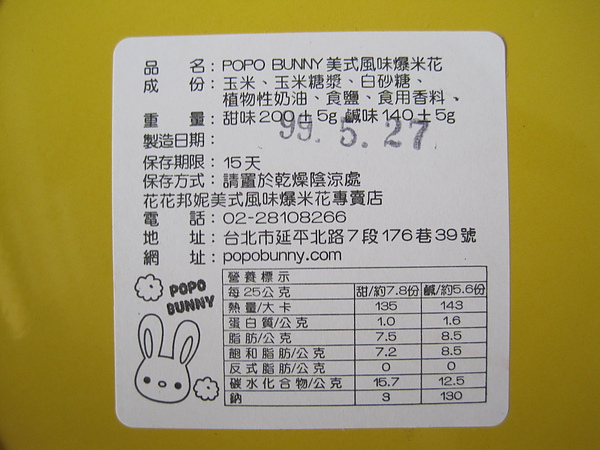 品 名：POPO BUNNY美式風味爆米花
成 份：玉米、玉米糖漿、白砂糖、
植物性奶油、食鹽、食用香料、
重 量：甜味200±5g 鹹味140±5g
製造日期：99.5.27
保存期限：15天
保存方式：請置於乾燥陰涼處
花花邦妮美式風味爆米花專賣店
電 話：02-28108266
地 址：台北市延平北路7段176巷39號
網 址：popobunny.com
POPO
BUNNY
營養標示
每25公克 甜/約7.8份 鹹/約5.6份
熱量/大卡 135 143
蛋白質/公克 1.0 1.6
脂肪/公克 7.5 8.5
飽和脂肪/公克 7.2 8.5
反式脂肪/公克 0 0
碳水化合物/公克 15.7 12.5
鈉 3 130